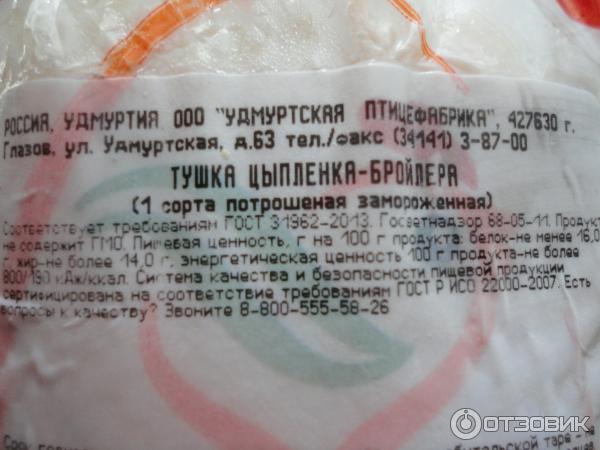 РОССИЯ, УДМУРТИЯ ООО "УДМУРТСКАЯ ПТИЦЕФАБРИКА", 427630 г.
Глазов, ул. Удмуртская, д.63 тел./факс (34141) 3-87-00
ТУШКА ЦЫПЛЕНКА-БРОЙЛЕРА
(1 сорта потрошеная замороженная)
Соответствует требованиям ГОСТ 31962-2013. Госветнадзор 68-05-11. Продукт
не содержит ГМО. Пищевая ценность, г на 100 г продукта: белок-не менее 16,0
г, жир-не более 14,0 г, энергетическая ценность 100 г продукта-не более
800/190 кДж/ккал. Система качества и безопасности пищевой продукции
сертифицирована на соответствие требованиям ГОСТ Р ИСО 22000-2007. Есть
вопросы к качеству? Звоните 8-800-555-58-26
Срок таре - не
ОТЗОВИК